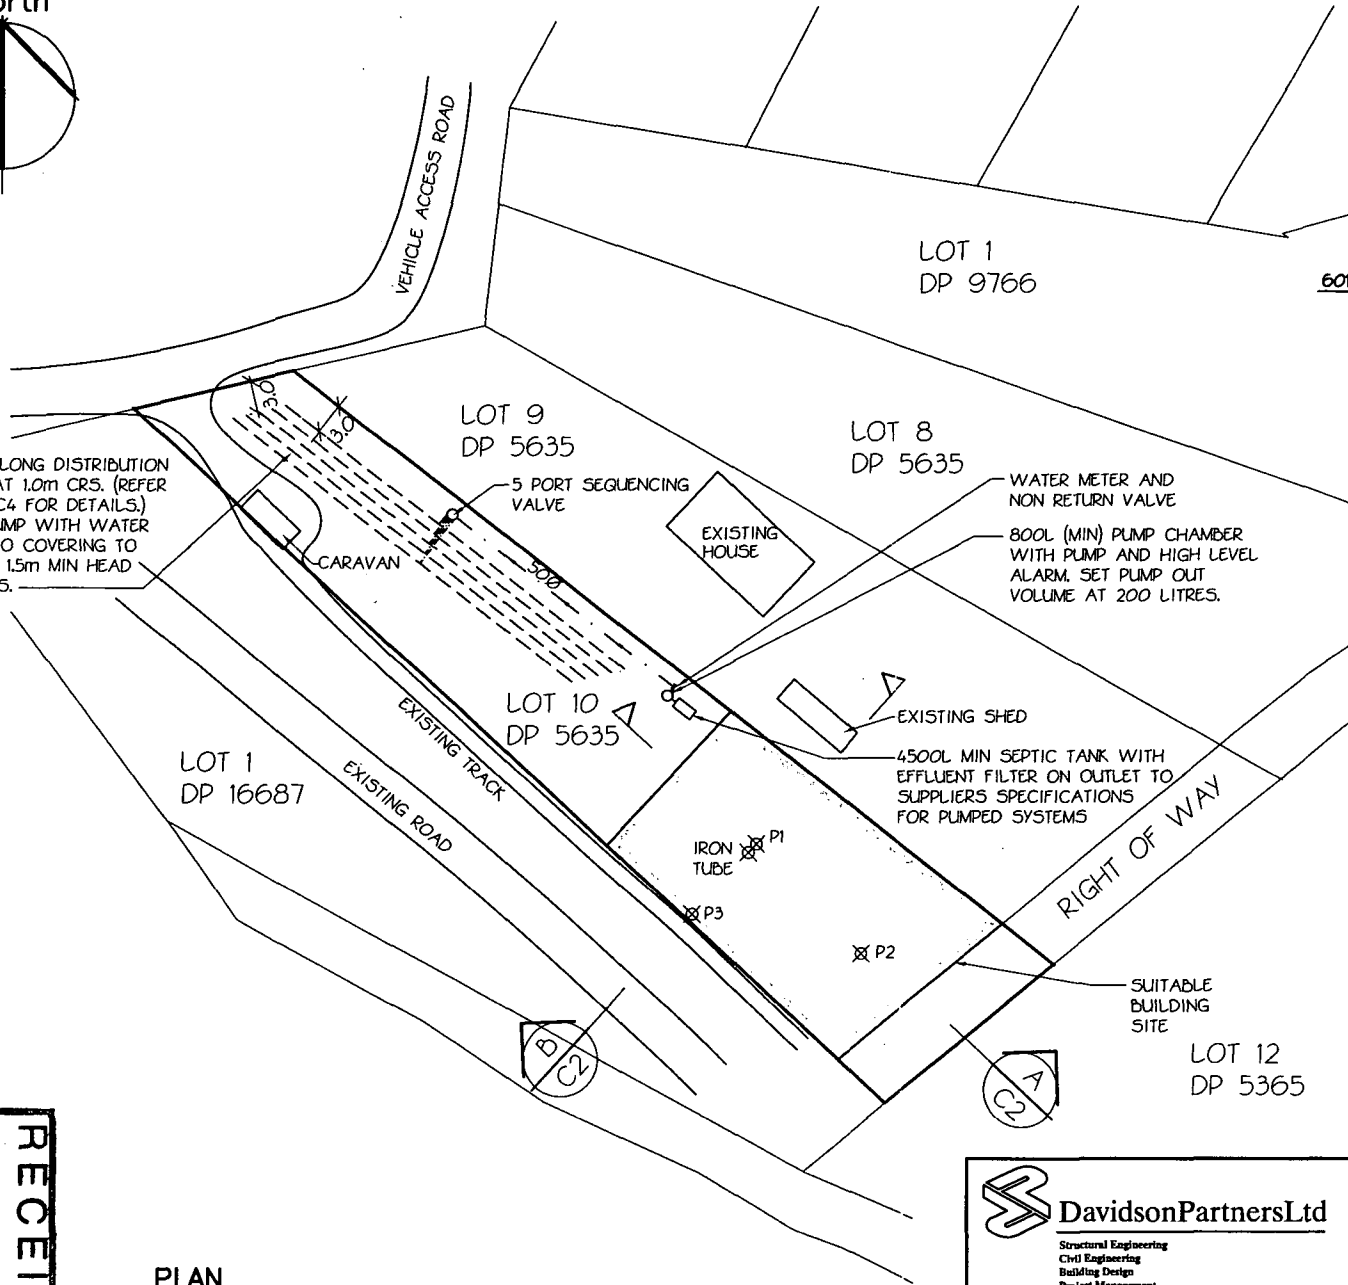 VEHICLE ACCESS ROAD
LOT 1
DP 9766
3.0
3.0
LOT 9
DP 5635
LOT 8
DP 5635
LONG DISTRIBUTION
AT 1.0m CRS. (REFER
C4 FOR DETAILS.)
WITH WATER
COVERING TO
1.5m MIN HEAD
5 PORT SEQUENCING
VALVE
EXISTING
HOUSE
WATER METER AND
NON RETURN VALVE
800L (MIN) PUMP CHAMBER
WITH PUMP AND HIGH LEVEL
ALARM. SET PUMP OUT
VOLUME AT 200 LITRES.
CARAVAN
50.0
LOT 10
DP 5635
EXISTING SHED
EXISTING TRACK
LOT 1
DP 16687
EXISTING ROAD
4500L MIN SEPTIC TANK WITH
EFFLUENT FILTER ON OUTLET TO
SUPPLIERS SPECIFICATIONS
FOR PUMPED SYSTEMS
RIGHT OF WAY
IRON
TUBE
P1
P3
P2
SUITABLE
BUILDING
SITE
B
C2
A
C2
LOT 12
DP 5365
RECEI
PLAN
DavidsonPartnersLtd
Structural Engineering
Civil Engineering
Building Design
Project Management